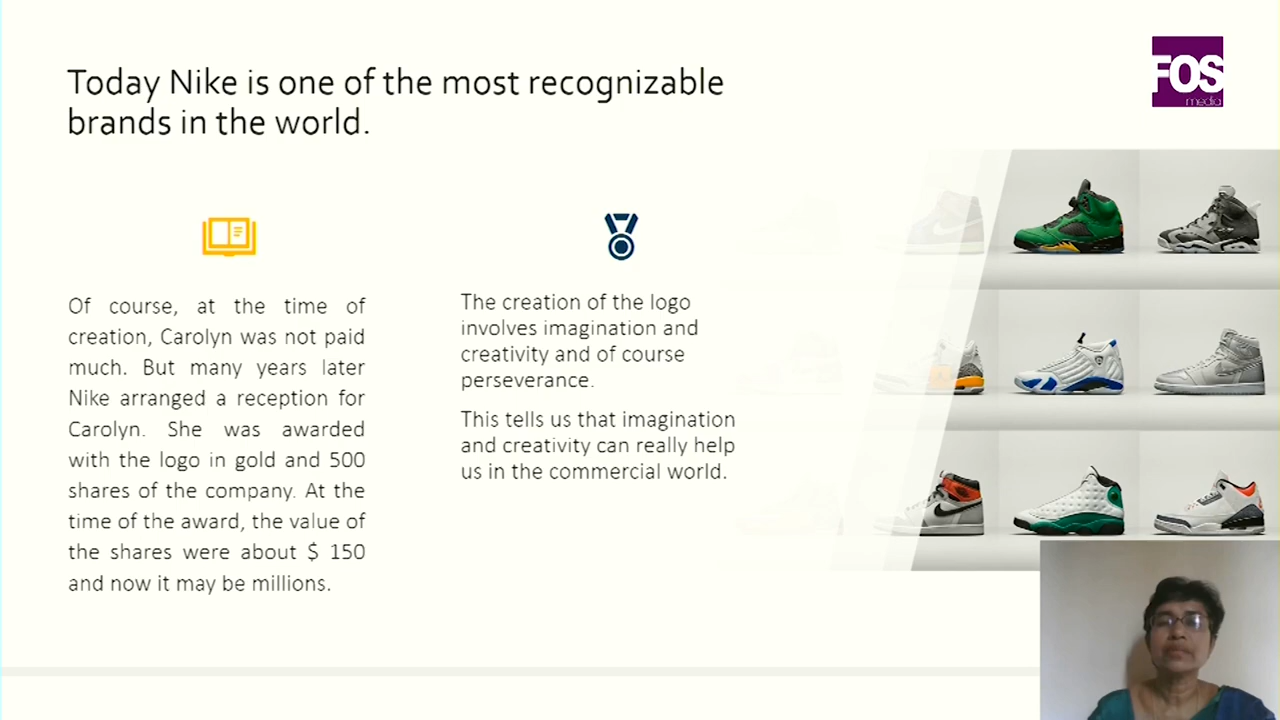 Today Nike is one of the most recognizable
brands in the world.
FOS
media
Of course, at the time of
creation, Carolyn was not paid
much. But many years later
Nike arranged a reception for
Carolyn. She was awarded
with the logo in gold and 500
shares of the company. At the
time of the award, the value of
the shares were about $ 150
and now it may be millions.
The creation of the logo
involves imagination and
creativity and of course
perseverance.
This tells us that imagination
and creativity can really help
us in the commercial world.